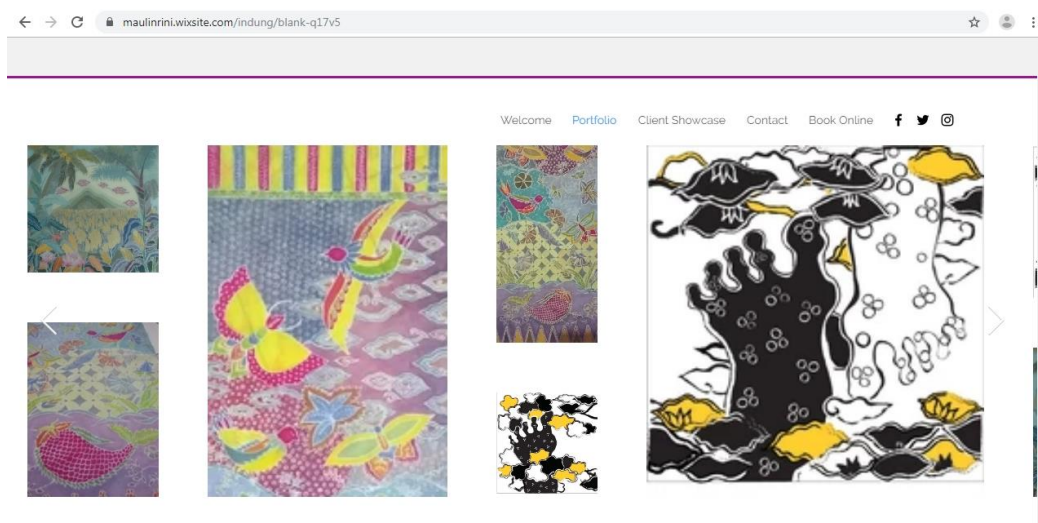 maulinrini.wixsite.com/indung/blank-q17v5
Welcome Portfolio Client Showcase Contact Book Online